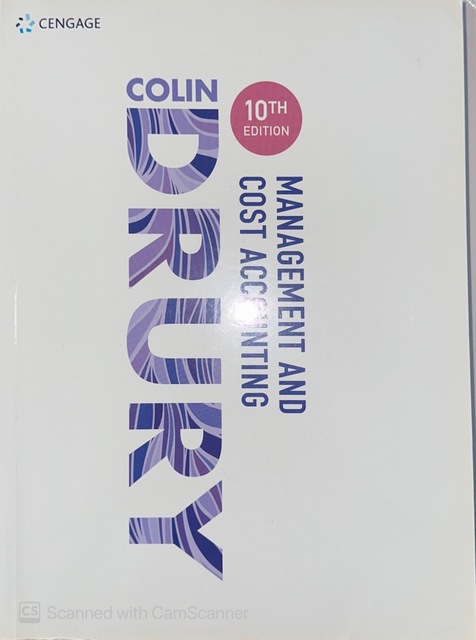 CENGAGE
COLIN
DRURY
10TH
EDITION
MANAGEMENT AND
COST ACCOUNTING
CS Scanned with CamScanner